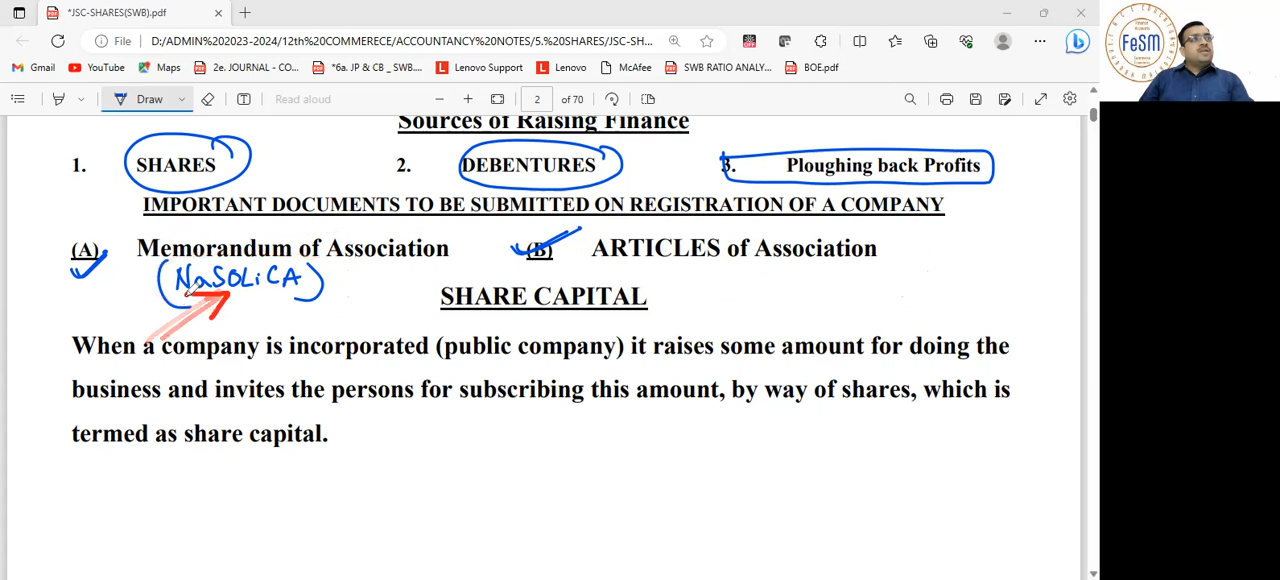 *JSC-SHARES(SWB).pdf
File
D:/ADMIN%202023-2024/12th%20COMMERECE/ACCOUNTANCY%20NOTES/5.%20SHARES/JSC-SH...
Gmail
YouTube
Maps
2e. JOURNAL - CO...
*6a. JP & CB _ SWB....
Lenovo Support
Lenovo
McAfee
SWB RATIO ANALY...
BOE.pdf
Draw
Read aloud
2 of 70
Sources of Raising Finance
1. SHARES 2. DEBENTURES 3. Ploughing back Profits
IMPORTANT DOCUMENTS TO BE SUBMITTED ON REGISTRATION OF A COMPANY
(A) Memorandum of Association (B) ARTICLES of Association
(NaSOLiCA)
SHARE CAPITAL
When a company is incorporated (public company) it raises some amount for doing the
business and invites the persons for subscribing this amount, by way of shares, which is
termed as share capital.
FeSM